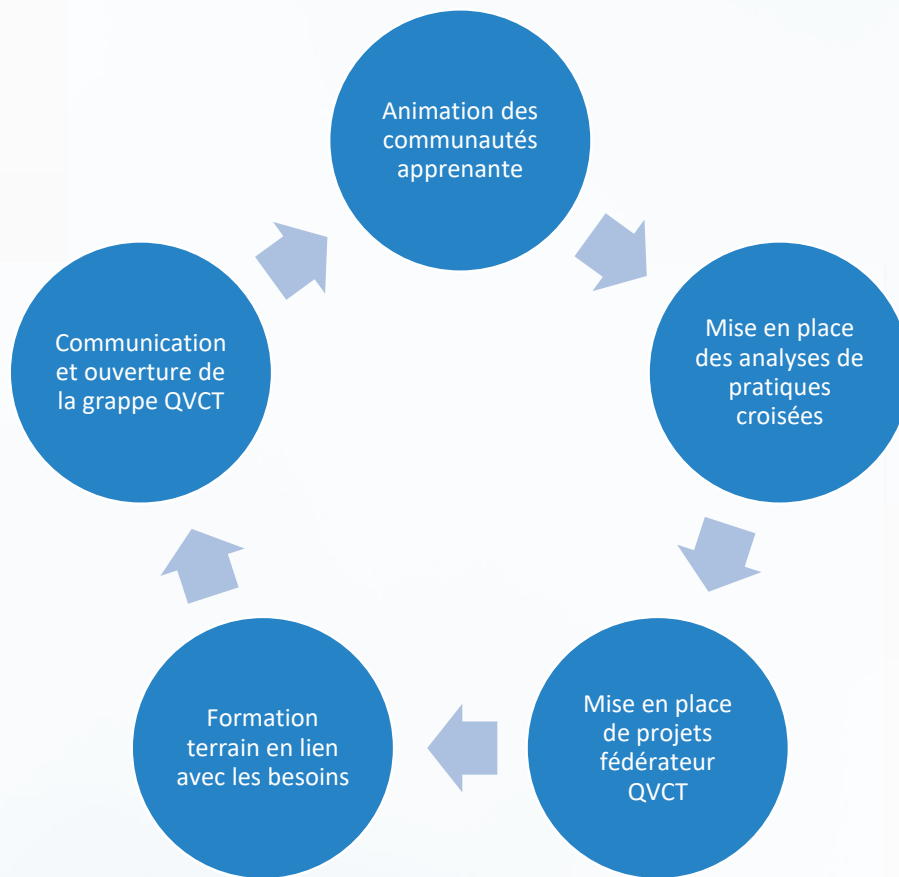 Animation des
communautés
apprenante
Mise en place
des analyses de
pratiques
croisées
Mise en place
de projets
fédérateur
QVCT
Formation
terrain en lien
avec les besoins
Communication
et ouverture de
la grappe QVCT